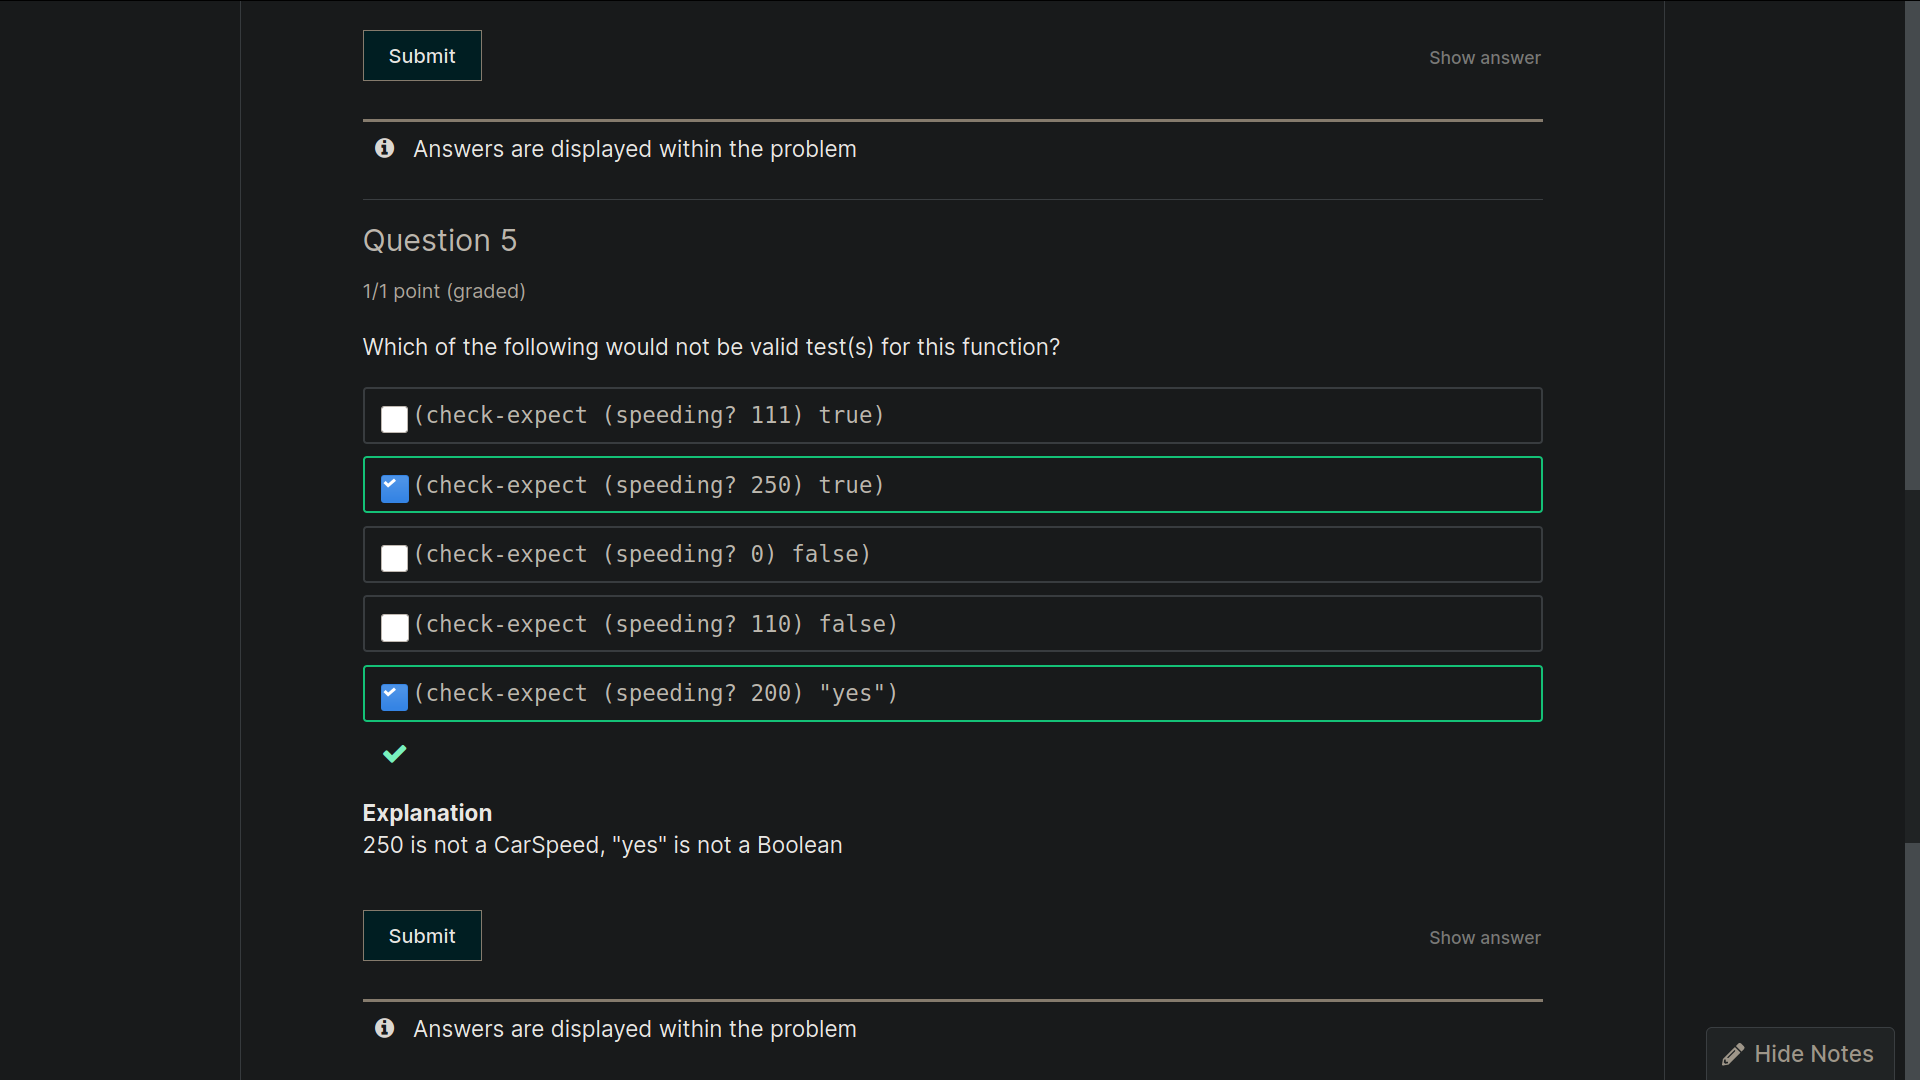 Submit
Show answer
Answers are displayed within the problem
Question 5
1/1 point (graded)
Which of the following would not be valid test(s) for this function?
(check-expect (speeding? 111) true)
(check-expect (speeding? 250) true)
(check-expect (speeding? 0) false)
(check-expect (speeding? 110) false)
(check-expect (speeding? 200) "yes")
Explanation
250 is not a CarSpeed, "yes" is not a Boolean
Submit
Show answer
Answers are displayed within the problem
Hide Notes